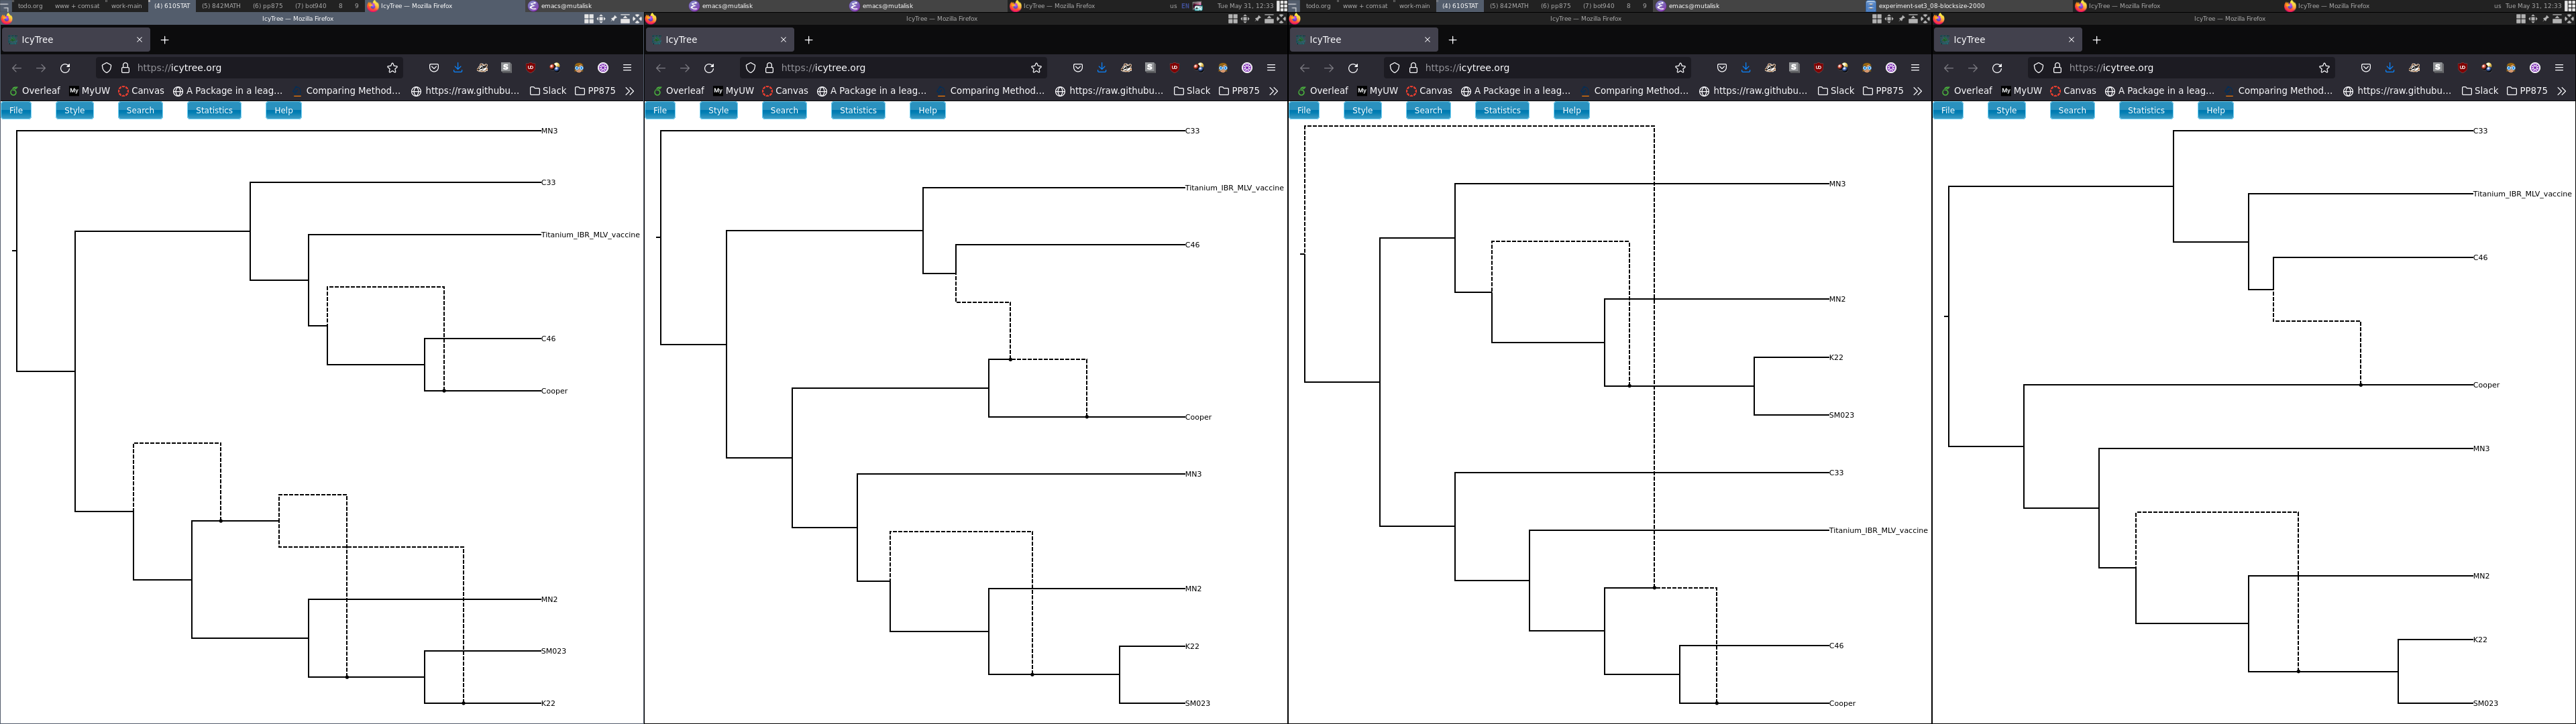 todo.org www + comsat work-main (4) 610STAT (5) 842MATH (6) pp875 (7) bot940 8 9 IcyTree — Mozilla Firefox emacs@mutalisk emacs@mutalisk emacs@mutalisk IcyTree — Mozilla Firefox us EN Tue May 31, 12:33 todo.org www + comsat work-main (4) 610STAT (5) 842MATH (6) pp875 (7) bot940 8 9 emacs@mutalisk experiment-set3_08-blocksize-2000 IcyTree — Mozilla Firefox IcyTree — Mozilla Firefox us Tue May 31, 12:33
IcyTree — Mozilla Firefox
IcyTree
https://icytree.org
Overleaf MyUW Canvas A Package in a leag... Comparing Method... https://raw.githubu... Slack PP875
File Style Search Statistics Help
MN3
C33
Titanium_IBR_MLV_vaccine
C46
Cooper
MN2
SM023
K22
IcyTree — Mozilla Firefox
IcyTree
https://icytree.org
Overleaf MyUW Canvas A Package in a leag... Comparing Method... https://raw.githubu... Slack PP875
File Style Search Statistics Help
C33
Titanium_IBR_MLV_vaccine
C46
Cooper
MN3
MN2
K22
SM023
IcyTree — Mozilla Firefox
IcyTree
https://icytree.org
Overleaf MyUW Canvas A Package in a leag... Comparing Method... https://raw.githubu... Slack PP875
File Style Search Statistics Help
MN3
MN2
K22
SM023
C33
Titanium_IBR_MLV_vaccine
C46
Cooper
IcyTree — Mozilla Firefox
IcyTree
https://icytree.org
Overleaf MyUW Canvas A Package in a leag... Comparing Method... https://raw.githubu... Slack PP875
File Style Search Statistics Help
C33
Titanium_IBR_MLV_vaccine
C46
Cooper
MN3
MN2
K22
SM023